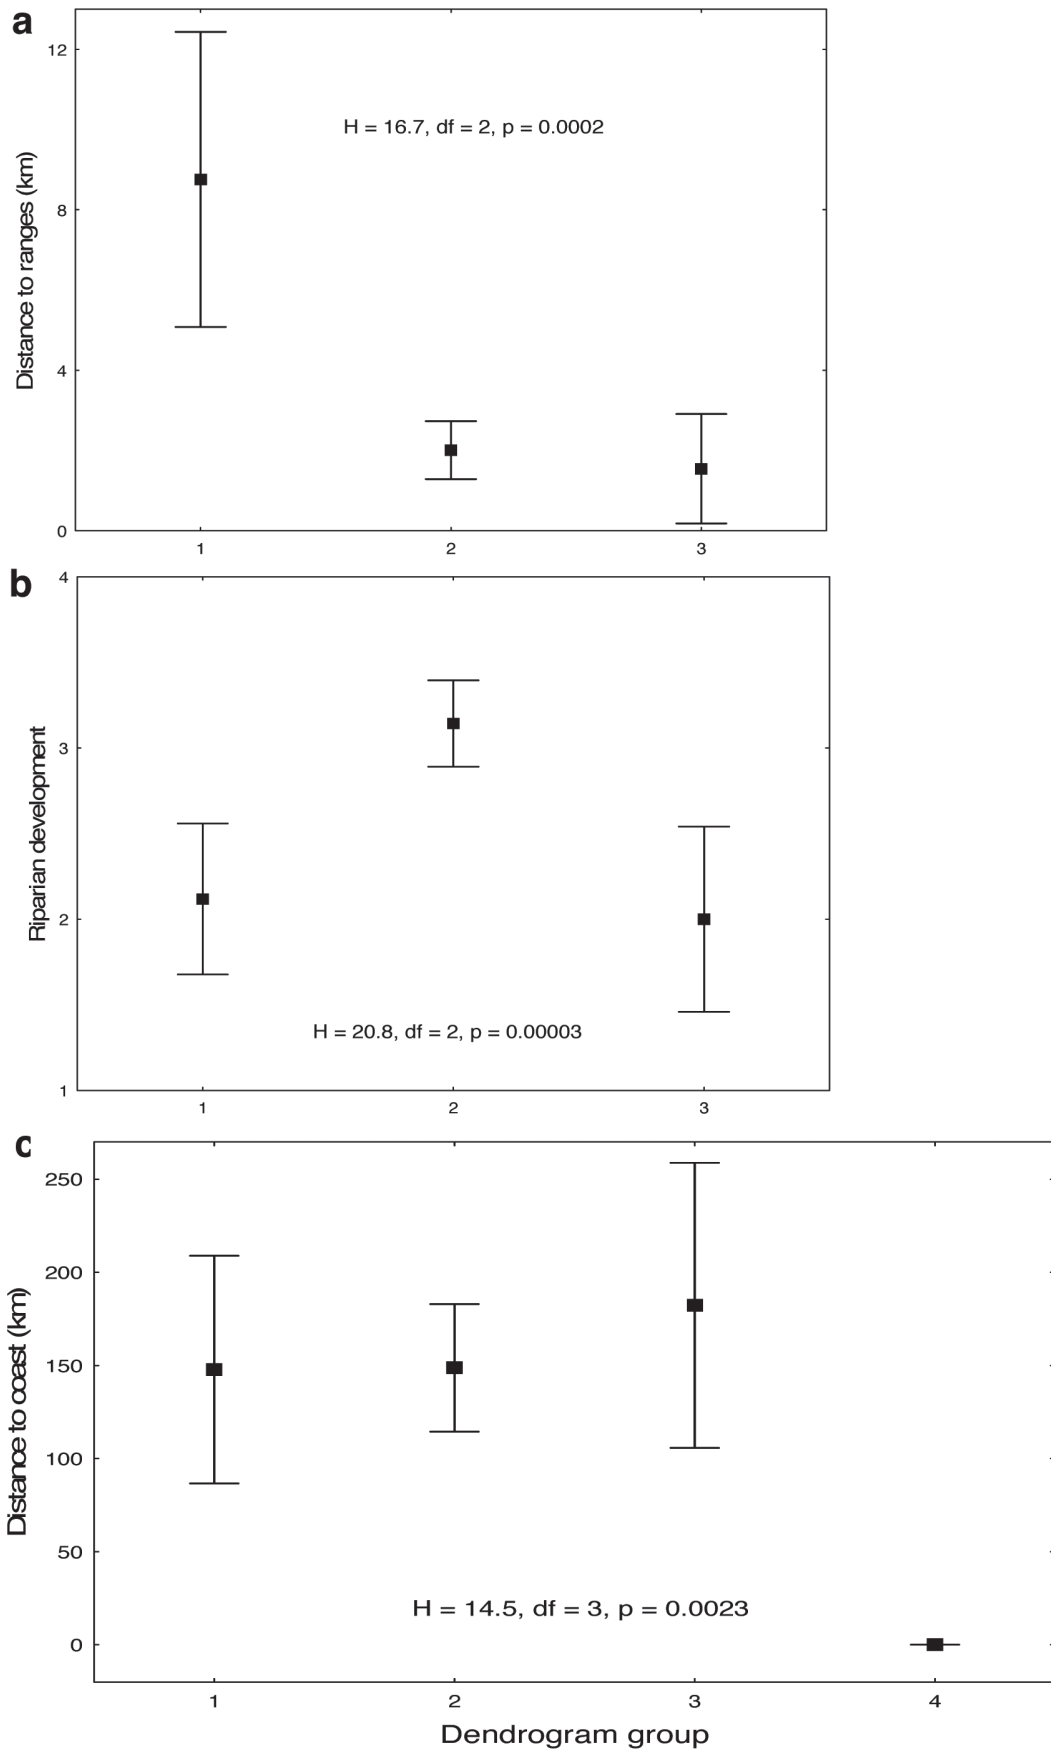 a
12
H = 16.7, df = 2, p = 0.0002
Distance to ranges (km)
8
4
0
1 2 3
b
4
Riparian development
3
2
H = 20.8, df = 2, p = 0.00003
1
1 2 3
c
250
200
Distance to coast (km)
150
100
50
H = 14.5, df = 3, p = 0.0023
0
1 2 3 4
Dendrogram group